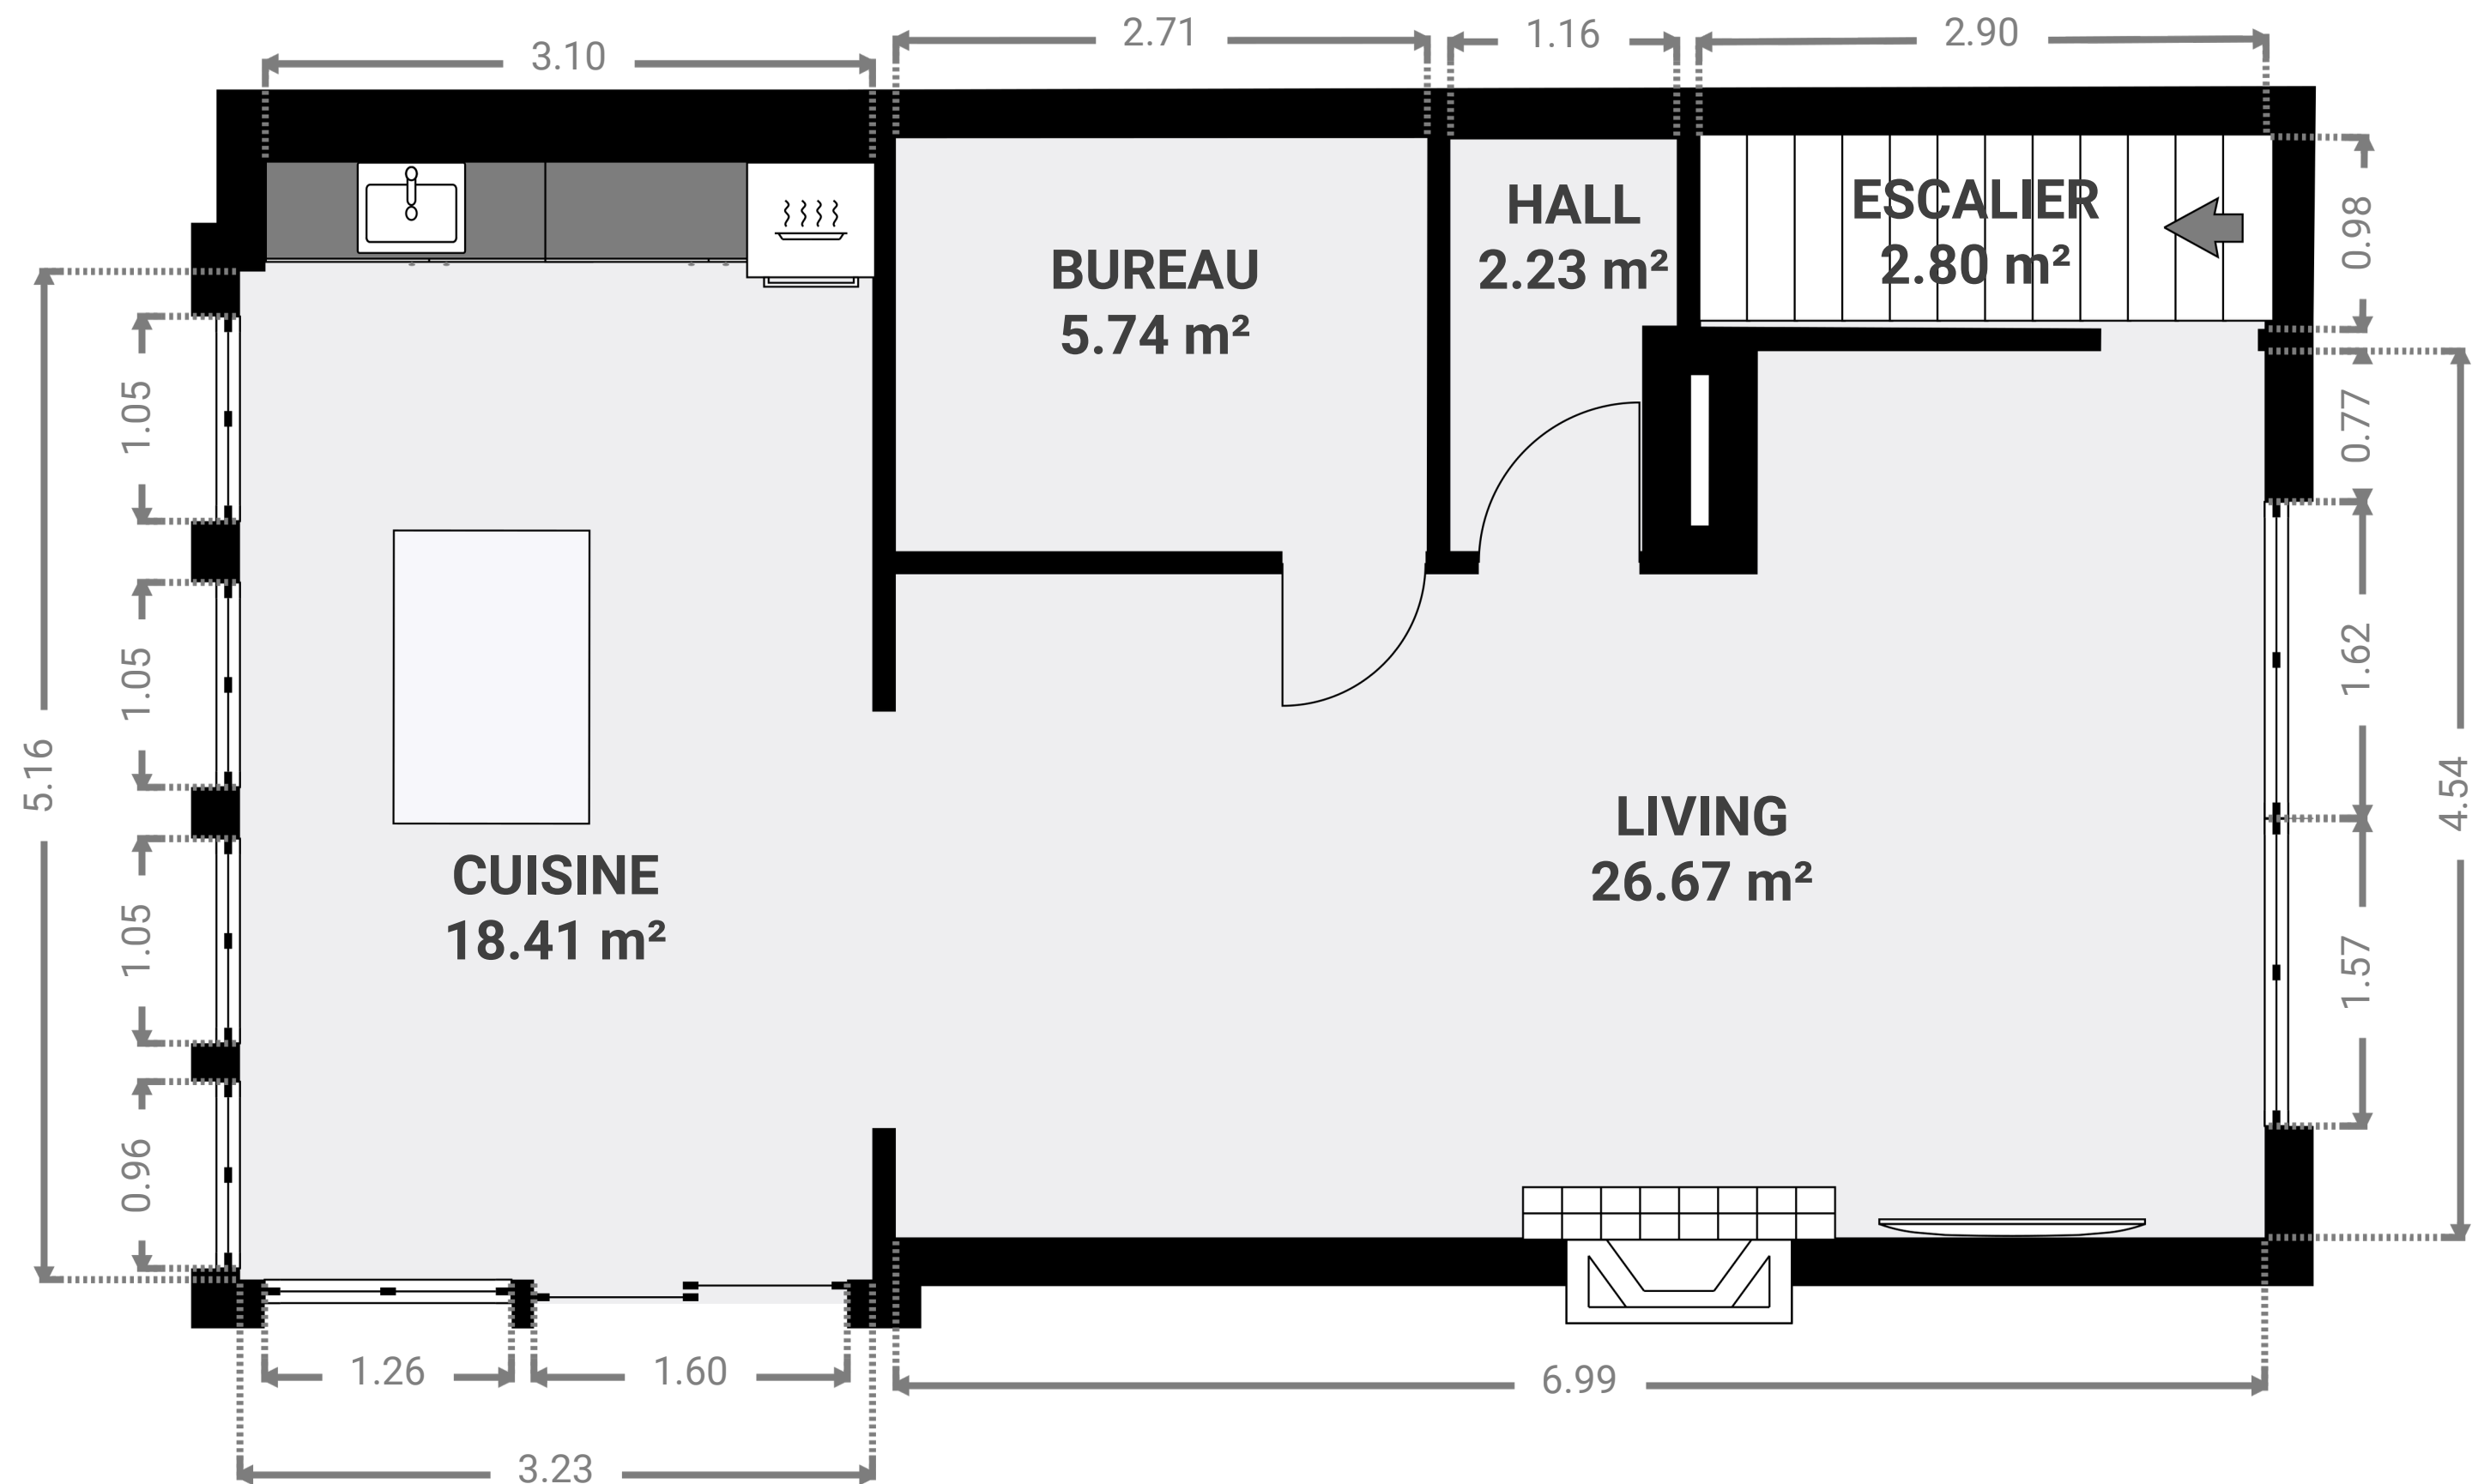 3.10
2.71
1.16
2.90
BUREAU
5.74 m²
HALL
2.23 m²
ESCALIER
2.80 m²
0.98
0.77
1.05
1.05
1.05
0.96
5.16
1.62
1.57
4.54
CUISINE
18.41 m²
LIVING
26.67 m²
1.26
1.60
6.99
3.23